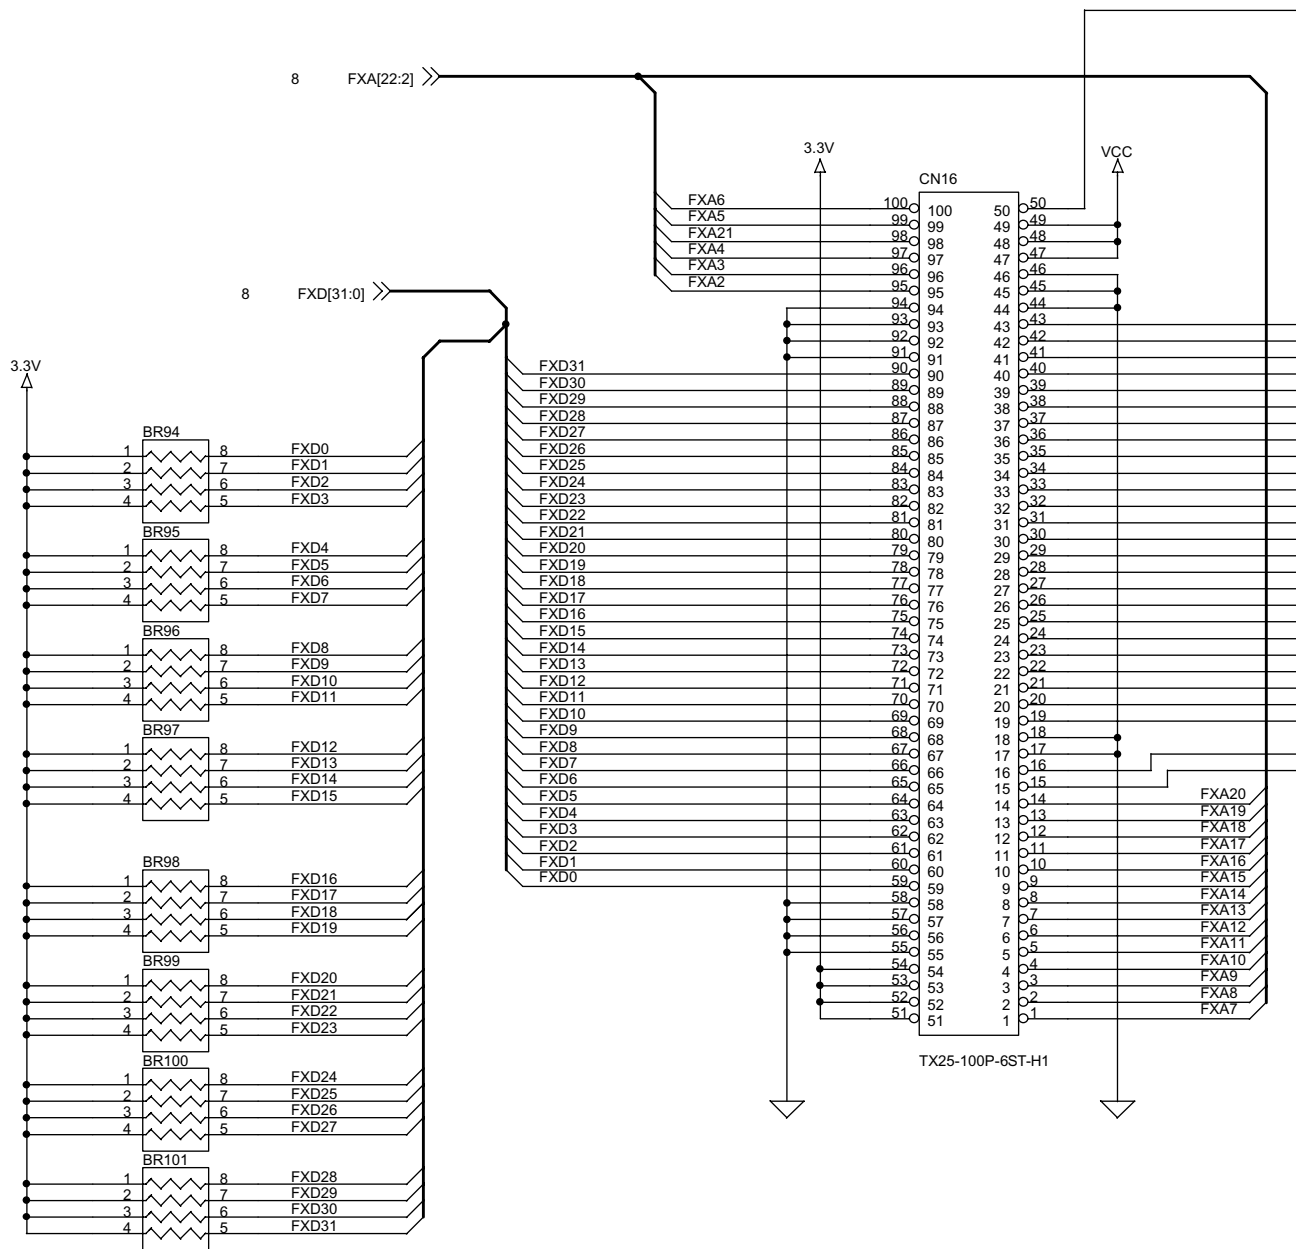 8 FXA[22:2]
3.3V
VCC
CN16
FXA6 100 100 50 50
FXA5 99 99 49 49
FXA21 98 98 48 48
FXA4 97 97 47 47
FXA3 96 96 46 46
FXA2 95 95 45 45
8 FXD[31:0]
94 94 44 44
93 93 43 43
92 92 42 42
91 91 41 41
FXD31 90 90 40 40
FXD30 89 89 39 39
FXD29 88 88 38 38
FXD28 87 87 37 37
FXD27 86 86 36 36
FXD26 85 85 35 35
FXD25 84 84 34 34
FXD24 83 83 33 33
FXD23 82 82 32 32
FXD22 81 81 31 31
FXD21 80 80 30 30
FXD20 79 79 29 29
FXD19 78 78 28 28
FXD18 77 77 27 27
FXD17 76 76 26 26
FXD16 75 75 25 25
FXD15 74 74 24 24
FXD14 73 73 23 23
FXD13 72 72 22 22
FXD12 71 71 21 21
FXD11 70 70 20 20
FXD10 69 69 19 19
FXD9 68 68 18 18
FXD8 67 67 17 17
FXD7 66 66 16 16
FXD6 65 65 15 15
FXD5 64 64 14 14 FXA20
FXD4 63 63 13 13 FXA19
FXD3 62 62 12 12 FXA18
FXD2 61 61 11 11 FXA17
FXD1 60 60 10 10 FXA16
FXD0 59 59 9 9 FXA15
58 58 8 8 FXA14
57 57 7 7 FXA13
56 56 6 6 FXA12
55 55 5 5 FXA11
54 54 4 4 FXA10
53 53 3 3 FXA9
52 52 2 2 FXA8
51 51 1 1 FXA7
TX25-100P-6ST-H1
3.3V
BR94
1 8 FXD0
2 7 FXD1
3 6 FXD2
4 5 FXD3
BR95
1 8 FXD4
2 7 FXD5
3 6 FXD6
4 5 FXD7
BR96
1 8 FXD8
2 7 FXD9
3 6 FXD10
4 5 FXD11
BR97
1 8 FXD12
2 7 FXD13
3 6 FXD14
4 5 FXD15
BR98
1 8 FXD16
2 7 FXD17
3 6 FXD18
4 5 FXD19
BR99
1 8 FXD20
2 7 FXD21
3 6 FXD22
4 5 FXD23
BR100
1 8 FXD24
2 7 FXD25
3 6 FXD26
4 5 FXD27
BR101
1 8 FXD28
2 7 FXD29
3 6 FXD30
4 5 FXD31